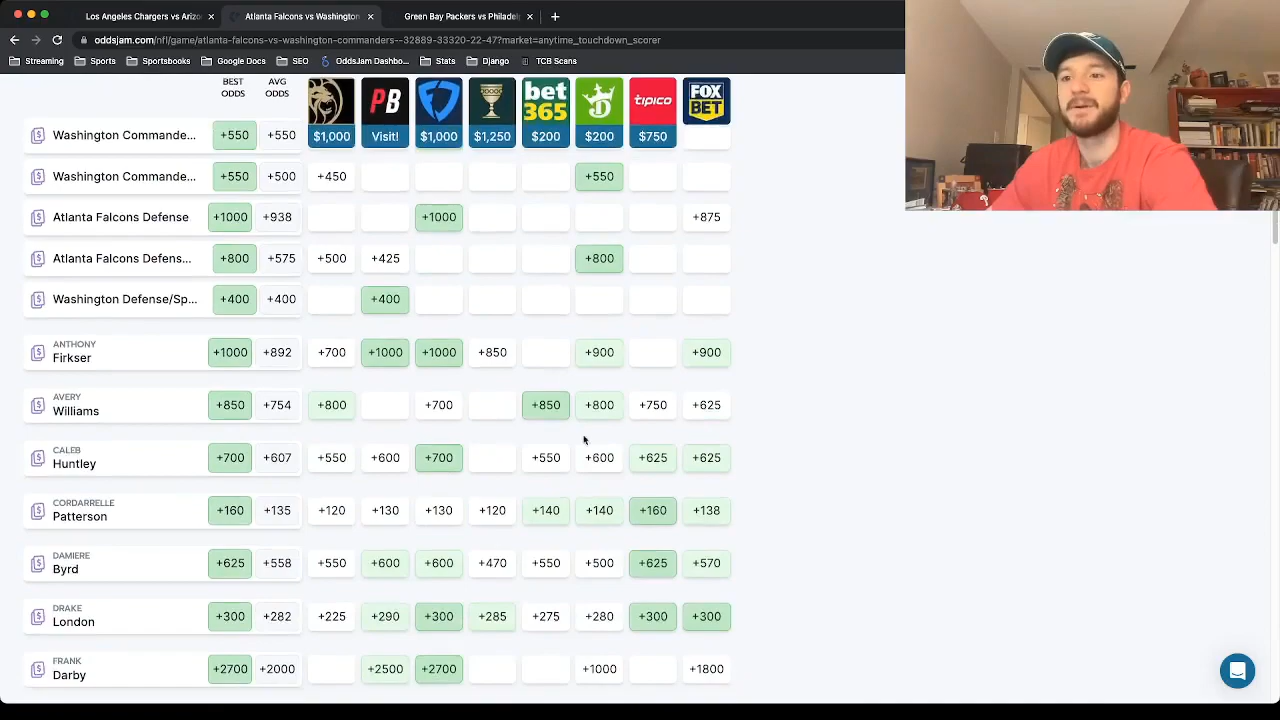 Los Angeles Chargers vs Arizo
Atlanta Falcons vs Washington
Green Bay Packers vs Philadel
oddsjam.com/nfl/game/atlanta-falcons-vs-washington-commanders--32889-33320-22-47?market=anytime_touchdown_scorer
Streaming Sports Sportsbooks Google Docs SEO OddsJam Dashbo... Stats Django TCB Scans
BEST ODDS AVG ODDS PB bet365 tipico FOX BET
$1,000 Visit! $1,000 $1,250 $200 $200 $750
Washington Commande... +550 +550
Washington Commande... +550 +500 +450 +550
Atlanta Falcons Defense +1000 +938 +1000 +875
Atlanta Falcons Defens... +800 +575 +500 +425 +800
Washington Defense/Sp... +400 +400 +400
ANTHONY
Firkser +1000 +892 +700 +1000 +1000 +850 +900 +900
AVERY
Williams +850 +754 +800 +700 +850 +800 +750 +625
CALEB
Huntley +700 +607 +550 +600 +700 +550 +600 +625 +625
CORDARRELLE
Patterson +160 +135 +120 +130 +130 +120 +140 +140 +160 +138
DAMIERE
Byrd +625 +558 +550 +600 +600 +470 +550 +500 +625 +570
DRAKE
London +300 +282 +225 +290 +300 +285 +275 +280 +300 +300
FRANK
Darby +2700 +2000 +2500 +2700 +1000 +1800